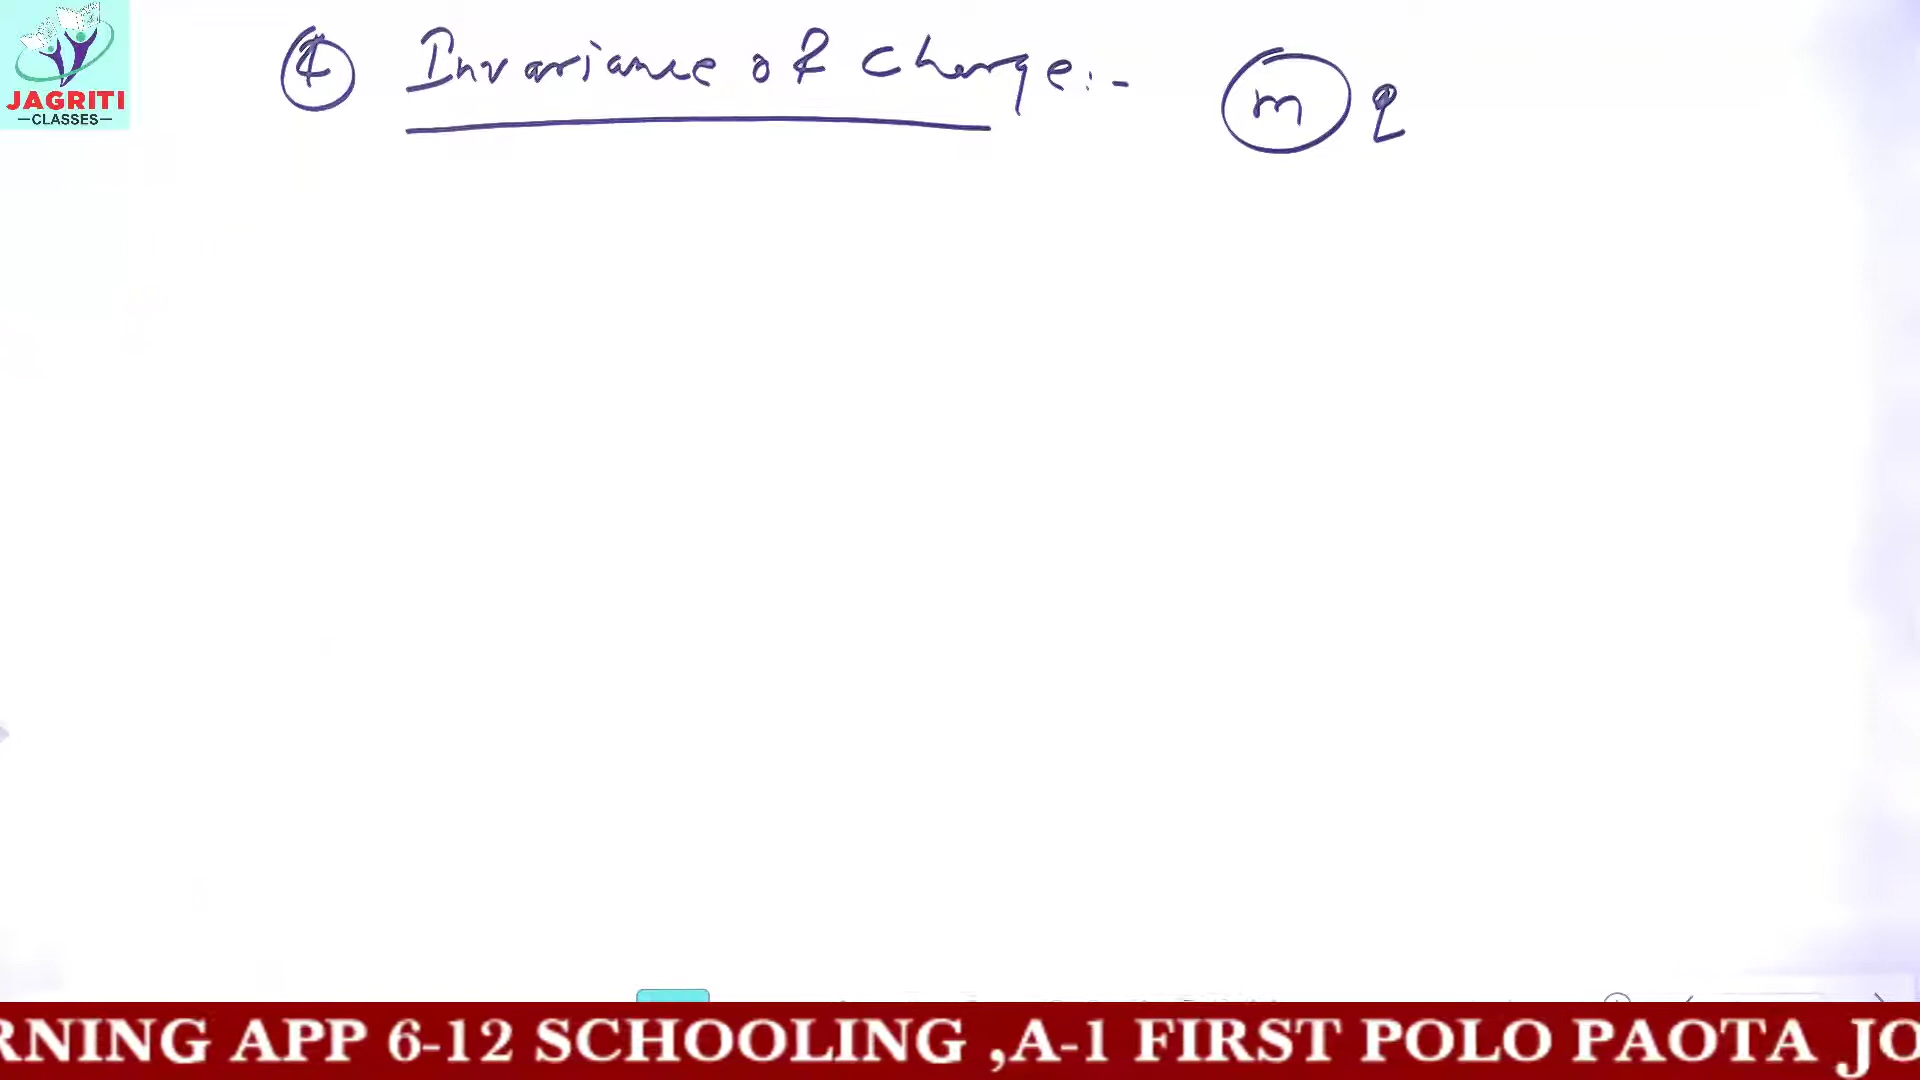 JAGRITI
—CLASSES—
④ Invariance of Charge:-
m q
RNING APP 6-12 SCHOOLING ,A-1 FIRST POLO PAOTA JO